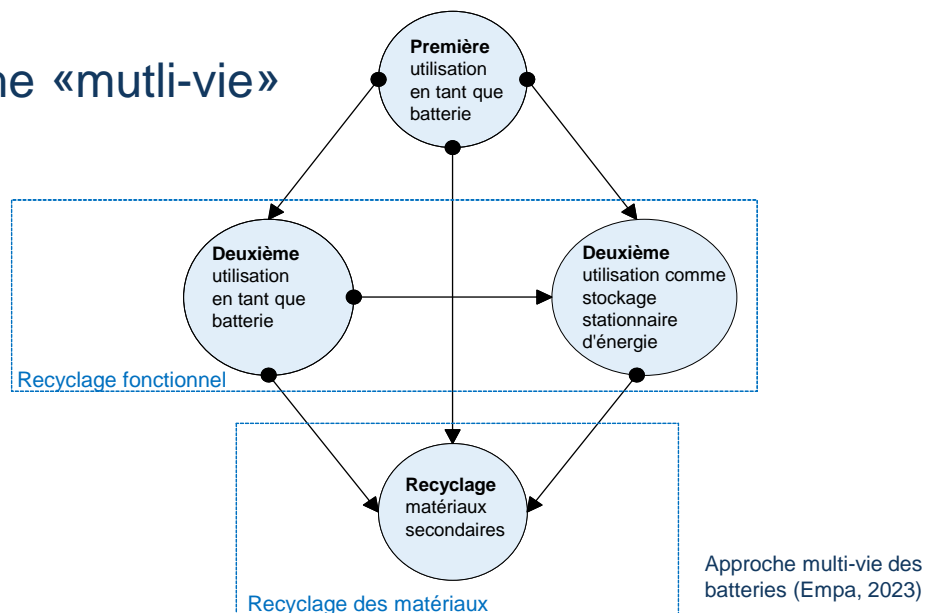 ne «mutli-vie»
Première
utilisation
en tant que
batterie
Deuxième
utilisation
en tant que
batterie
Deuxième
utilisation comme
stockage
stationnaire
d'énergie
Recyclage fonctionnel
Recyclage
matériaux
secondaires
Recyclage des matériaux
Approche multi-vie des
batteries (Empa, 2023)